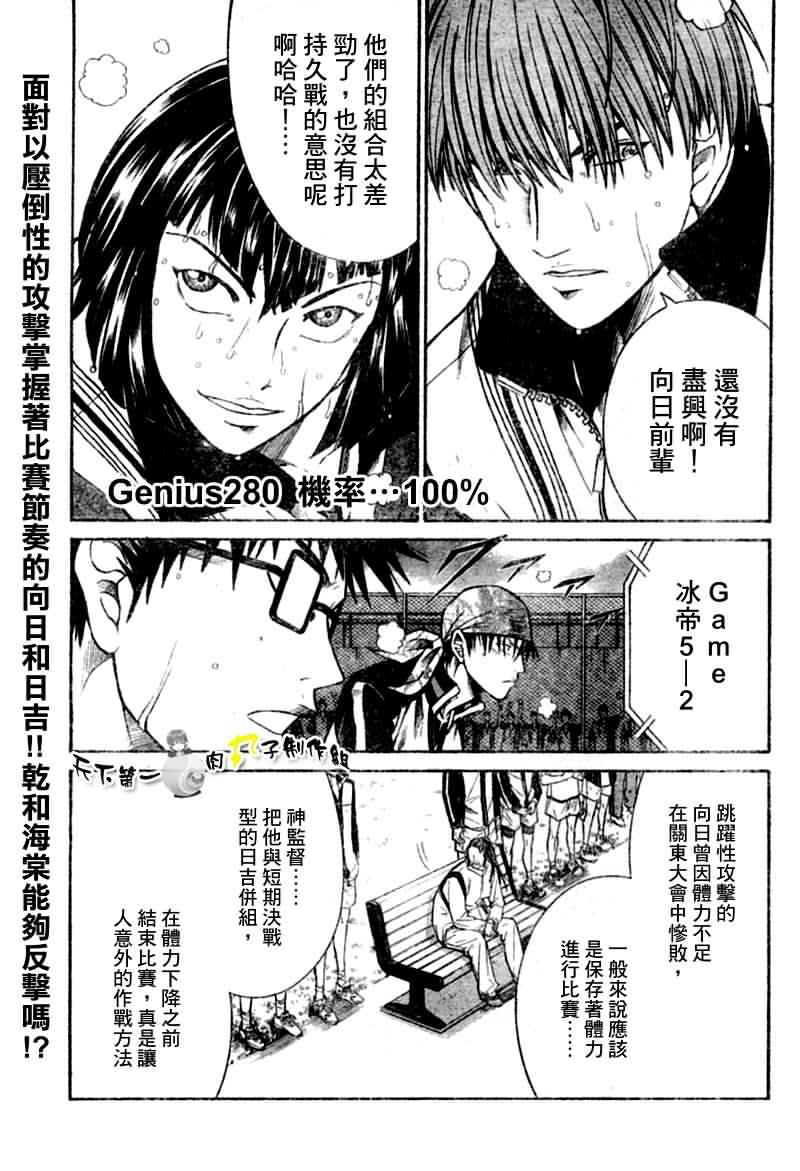 還沒有
盡興啊！
向日前輩
他們的組合太差
勁了，也沒有打
持久戰的意思呢
啊哈哈！…
Genius280 機率…100%
面對以壓倒性的攻擊掌握著比賽節奏的向日和日吉!! 乾和海棠能夠反擊嗎!?
Game
冰帝5—2
天下第一 肉丸子制作組
跳躍性攻擊的
向日曾因體力不足
在關東大會中慘敗，
一般來說應該
是保存著體力
進行比賽……
神監督……
把他與短期決戰
型的日吉併組，
在體力下降之前
結束比賽，真是讓
人意外的作戰方法